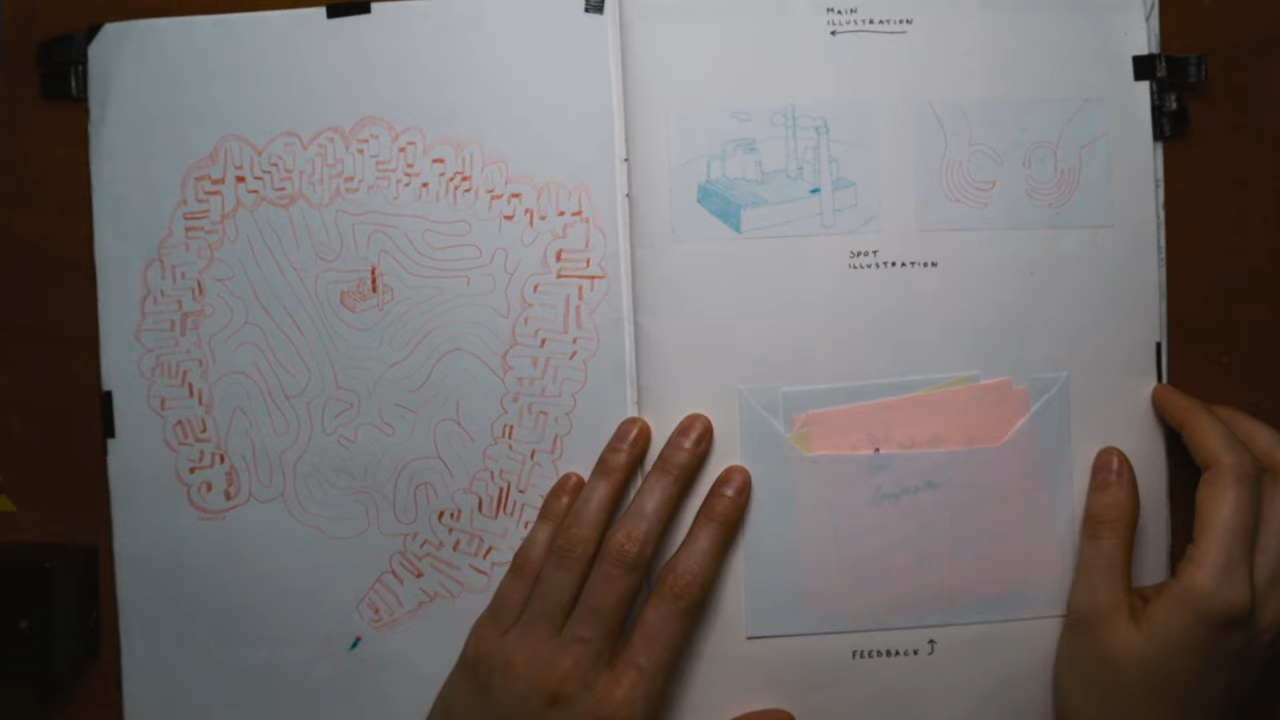 MAIN
ILLUSTRATION
SPOT
ILLUSTRATION
FEEDBACK